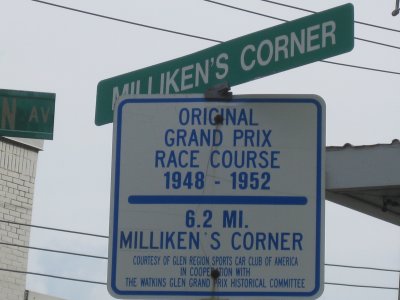 MILLIKEN'S CORNER
N AV
ORIGINAL
GRAND PRIX
RACE COURSE
1948 - 1952
6.2 MI.
MILLIKEN'S CORNER
COURTESY OF GLEN REGION SPORTS CAR CLUB OF AMERICA
IN COOPERATION WITH
THE WATKINS GLEN GRAND PRIX HISTORICAL COMMITTEE